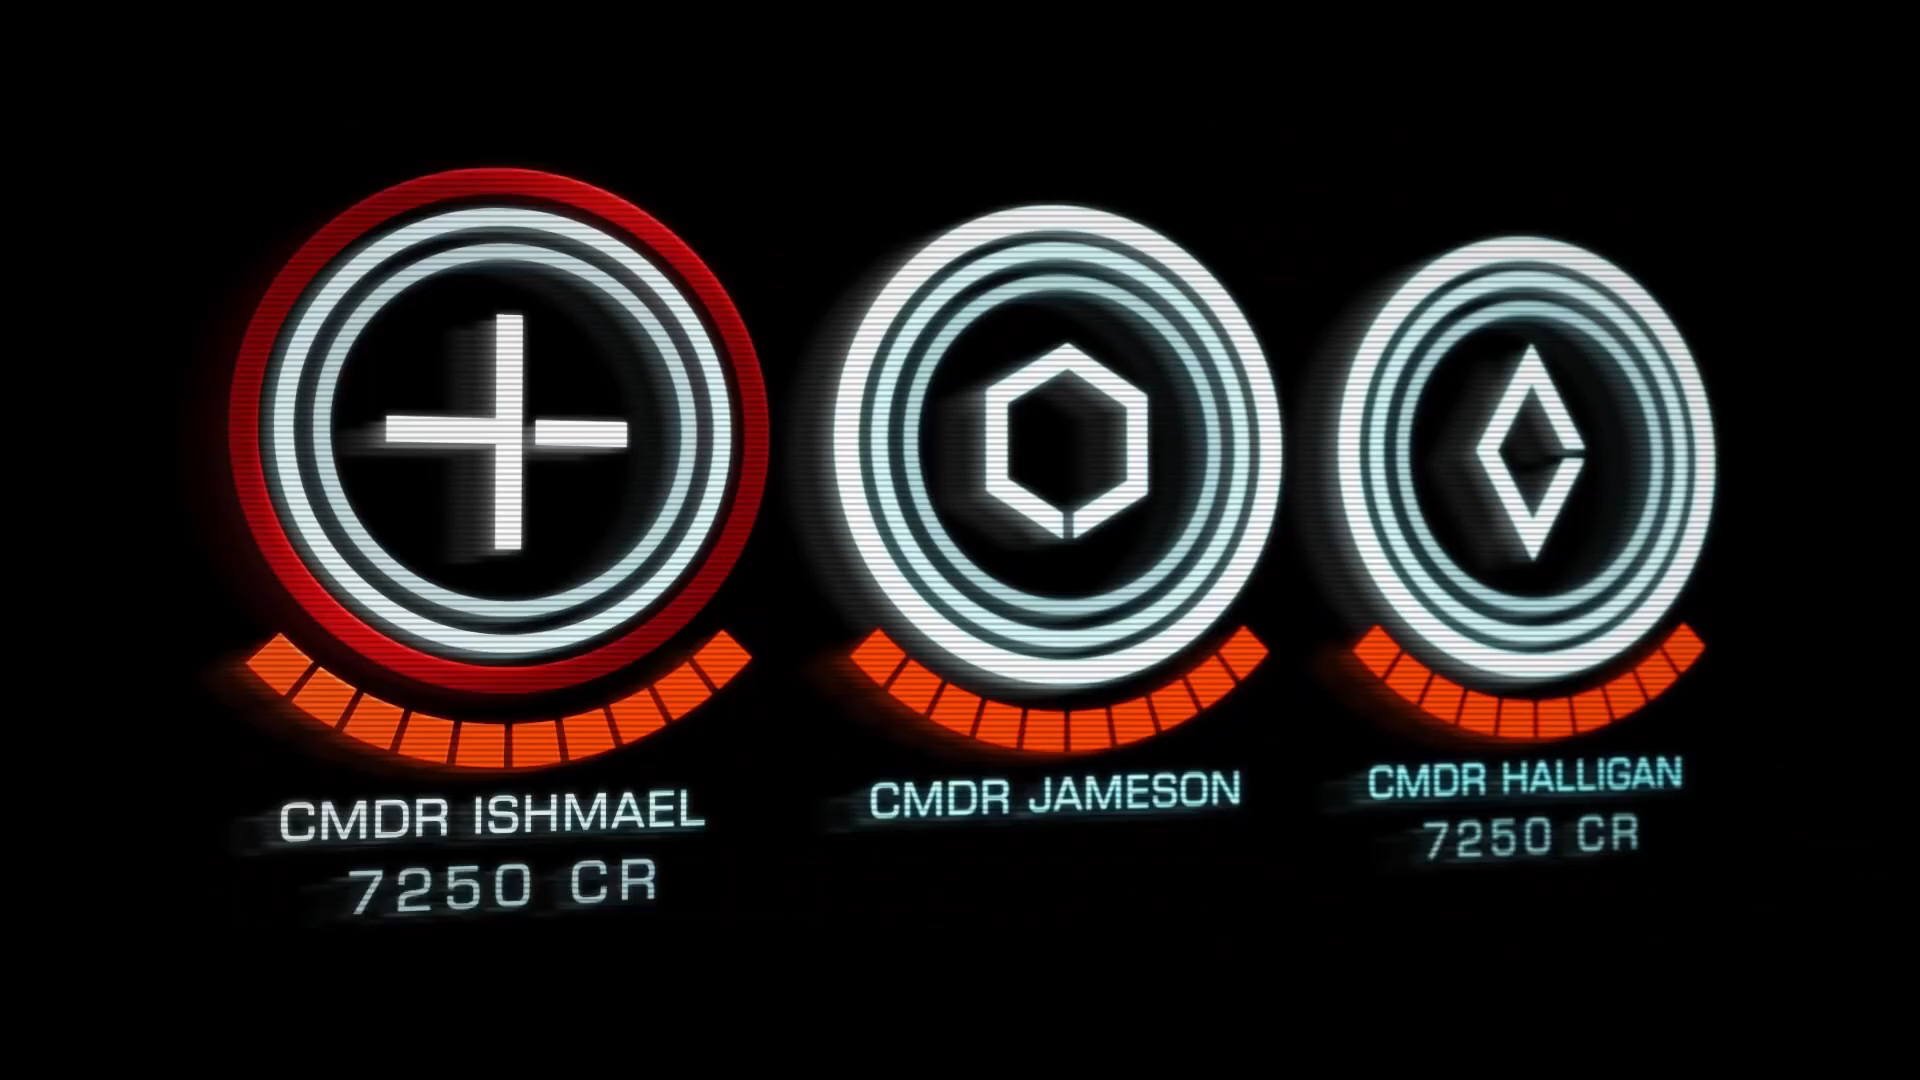 CMDR ISHMAEL
7250 CR
CMDR JAMESON
CMDR HALLIGAN
7250 CR